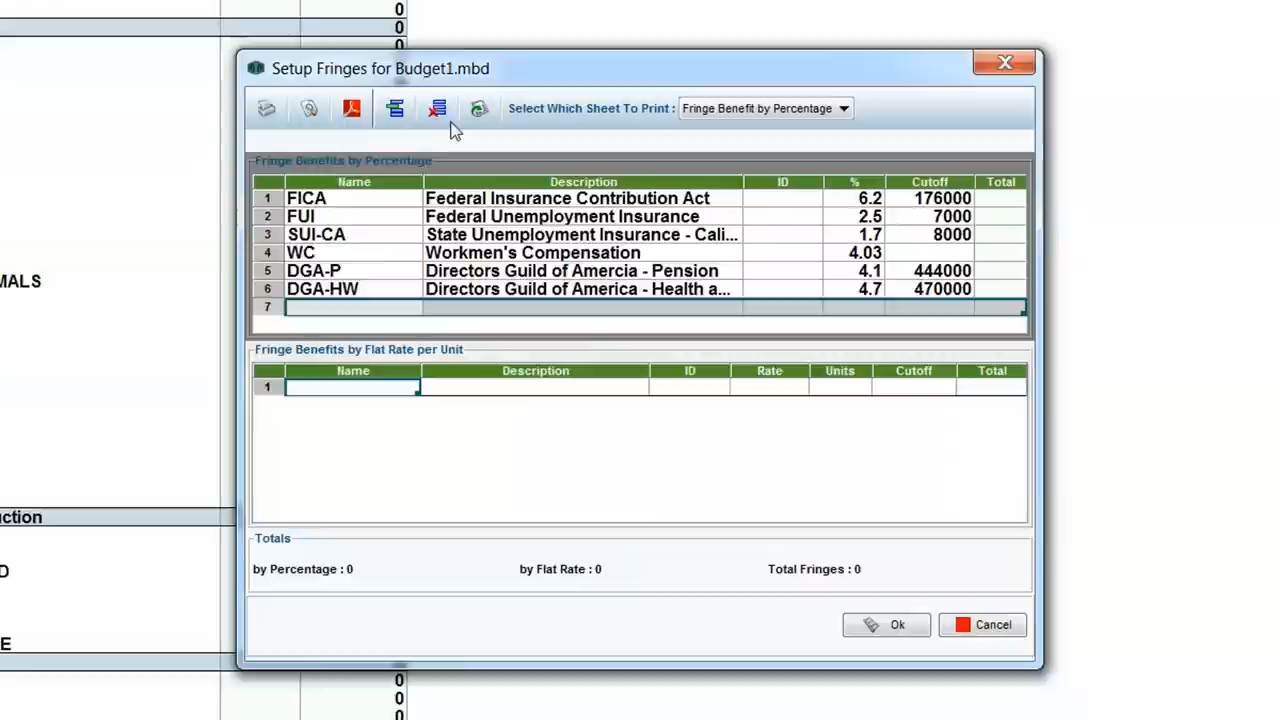 0
0
0
Setup Fringes for Budget1.mbd
Select Which Sheet To Print : Fringe Benefit by Percentage
Fringe Benefits by Percentage
Name Description ID % Cutoff Total
1 FICA Federal Insurance Contribution Act 6.2 176000
2 FUI Federal Unemployment Insurance 2.5 7000
3 SUI-CA State Unemployment Insurance - Cali... 1.7 8000
4 WC Workmen's Compensation 4.03
5 DGA-P Directors Guild of Amercia - Pension 4.1 444000
6 DGA-HW Directors Guild of America - Health a... 4.7 470000
7
MALS
Fringe Benefits by Flat Rate per Unit
Name Description ID Rate Units Cutoff Total
1
uction
Totals
by Percentage : 0 by Flat Rate : 0 Total Fringes : 0
D
Ok Cancel
E
0
0
0